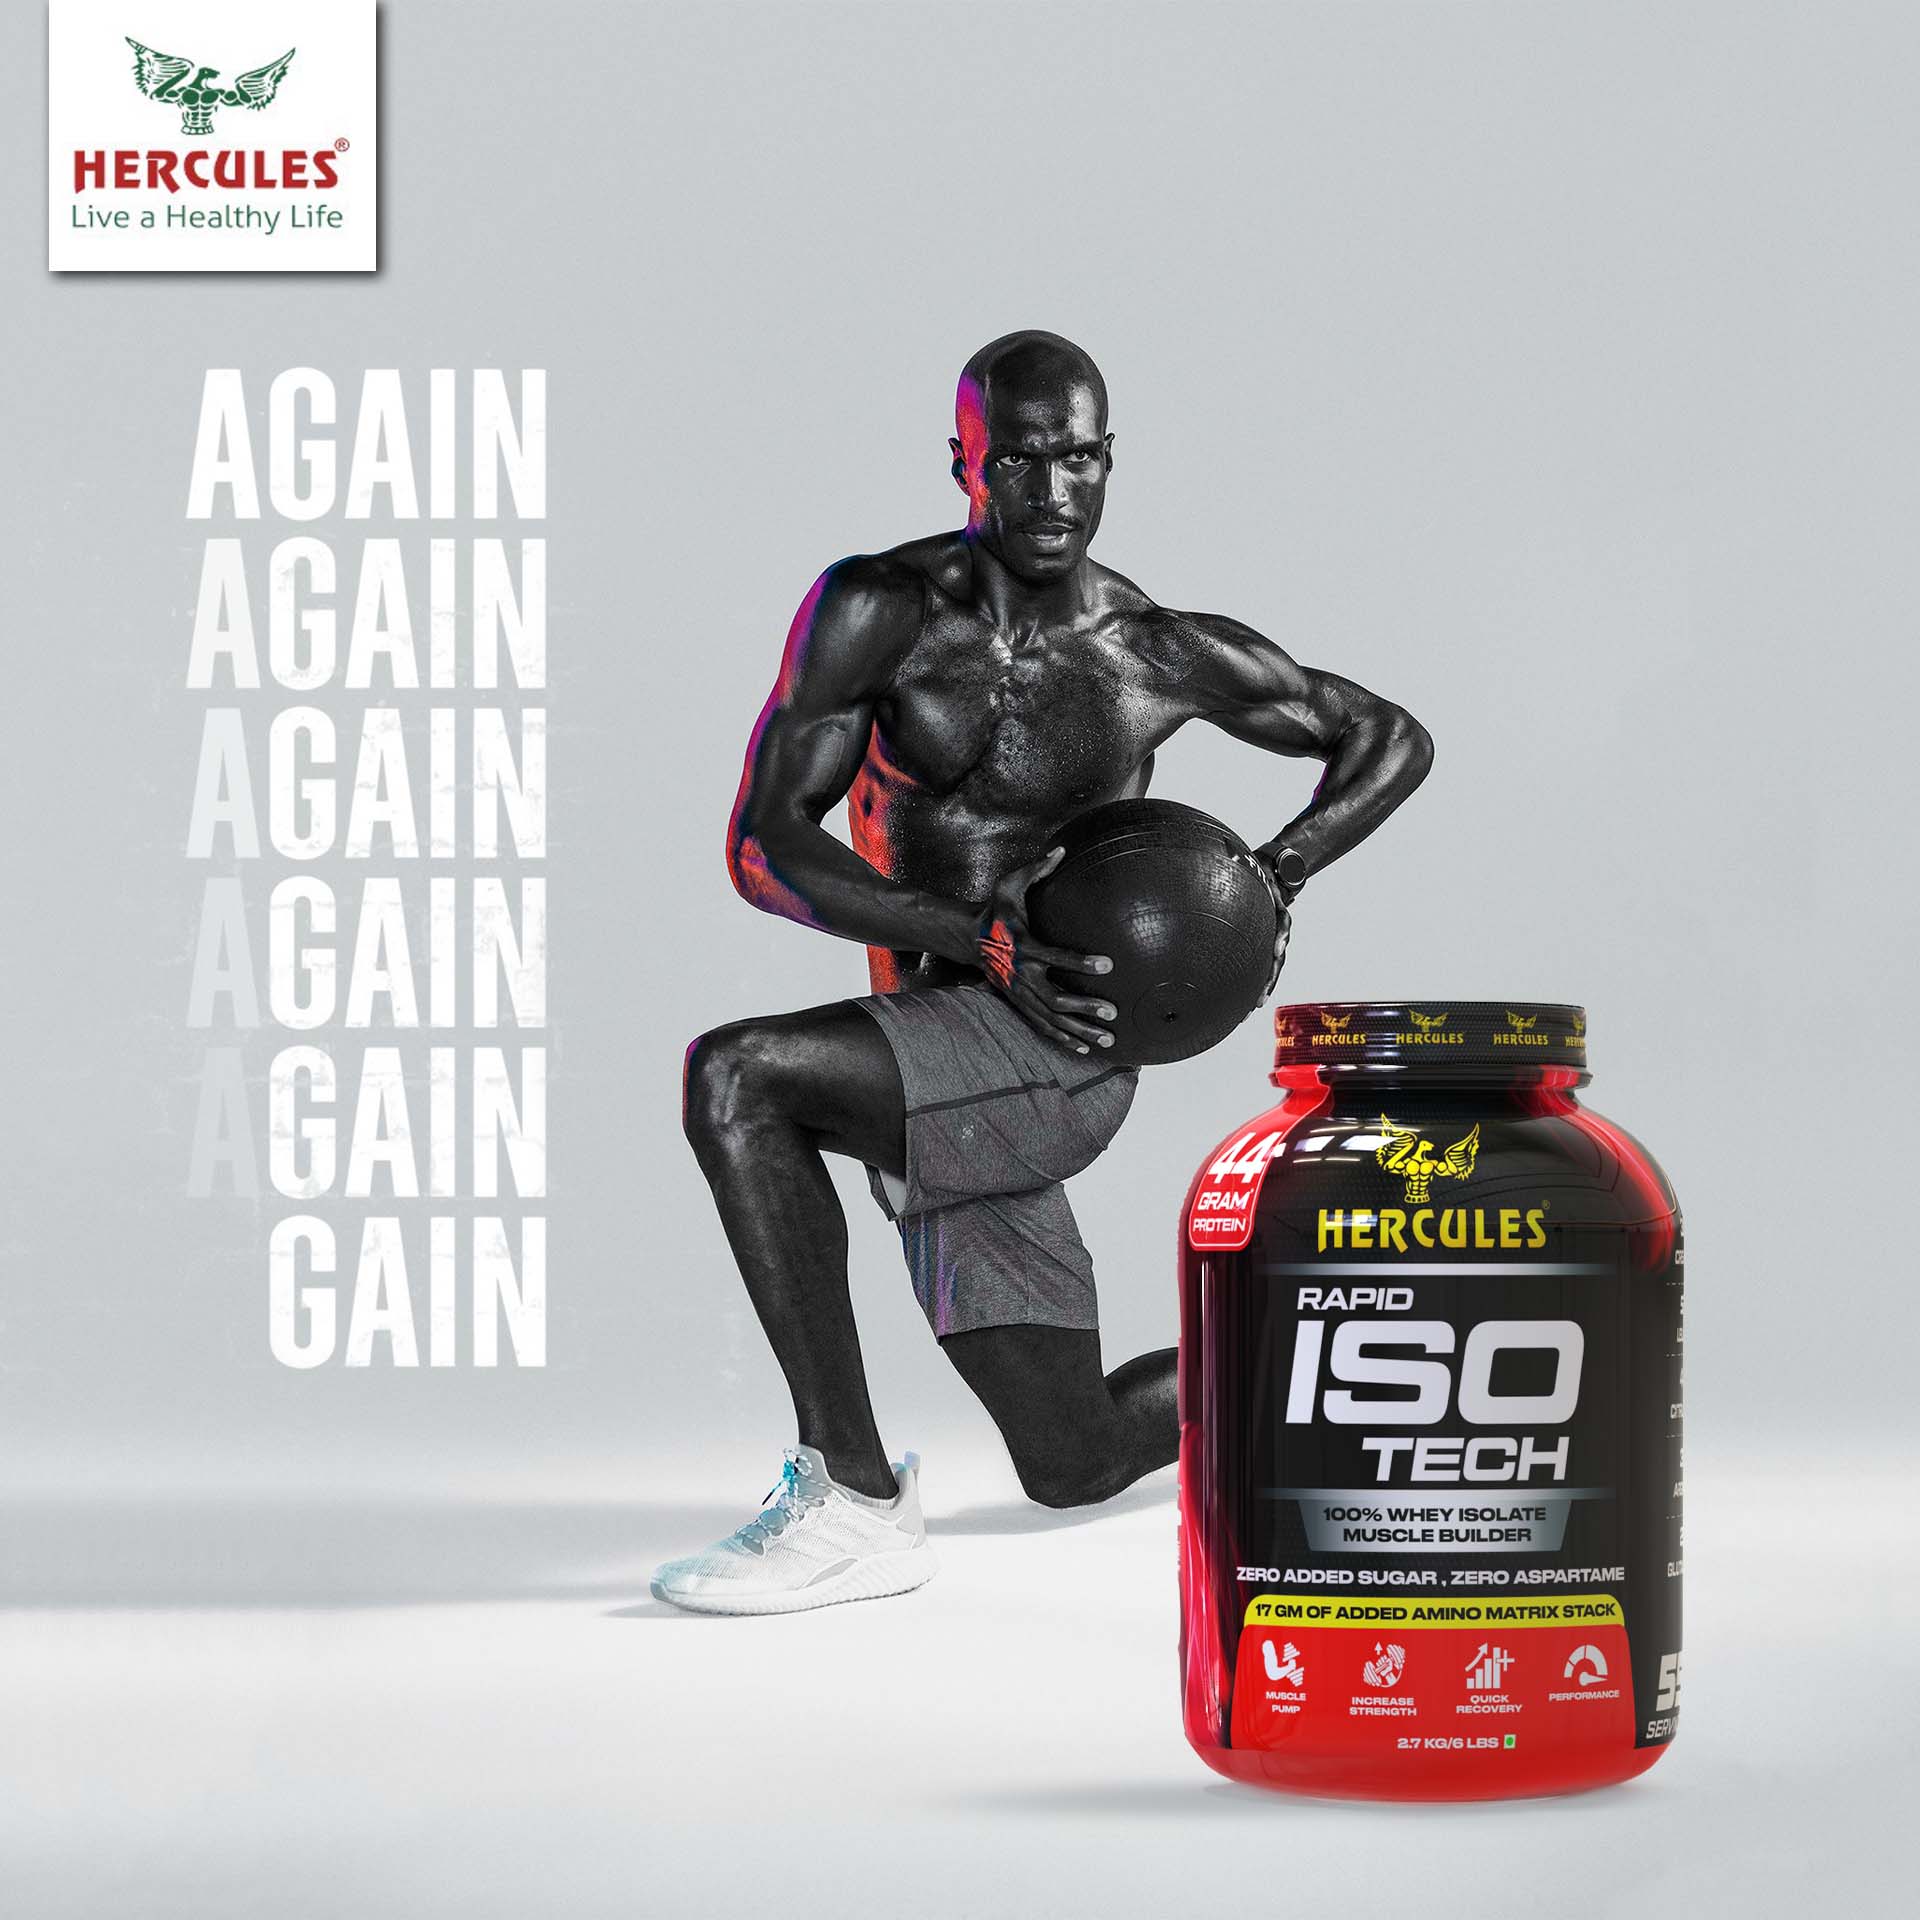 HERCULES®
Live a Healthy Life
AGAIN
AGAIN
AGAIN
AGAIN
AGAIN
GAIN
HERCULES HERCULES HERCULES
44
GRAM*
PROTEIN
HERCULES®
RAPID
ISO
TECH
100% WHEY ISOLATE
MUSCLE BUILDER
ZERO ADDED SUGAR , ZERO ASPARTAME
17 GM OF ADDED AMINO MATRIX STACK
MUSCLE
PUMP
INCREASE
STRENGTH
QUICK
RECOVERY
PERFORMANCE
2.7 KG/6 LBS